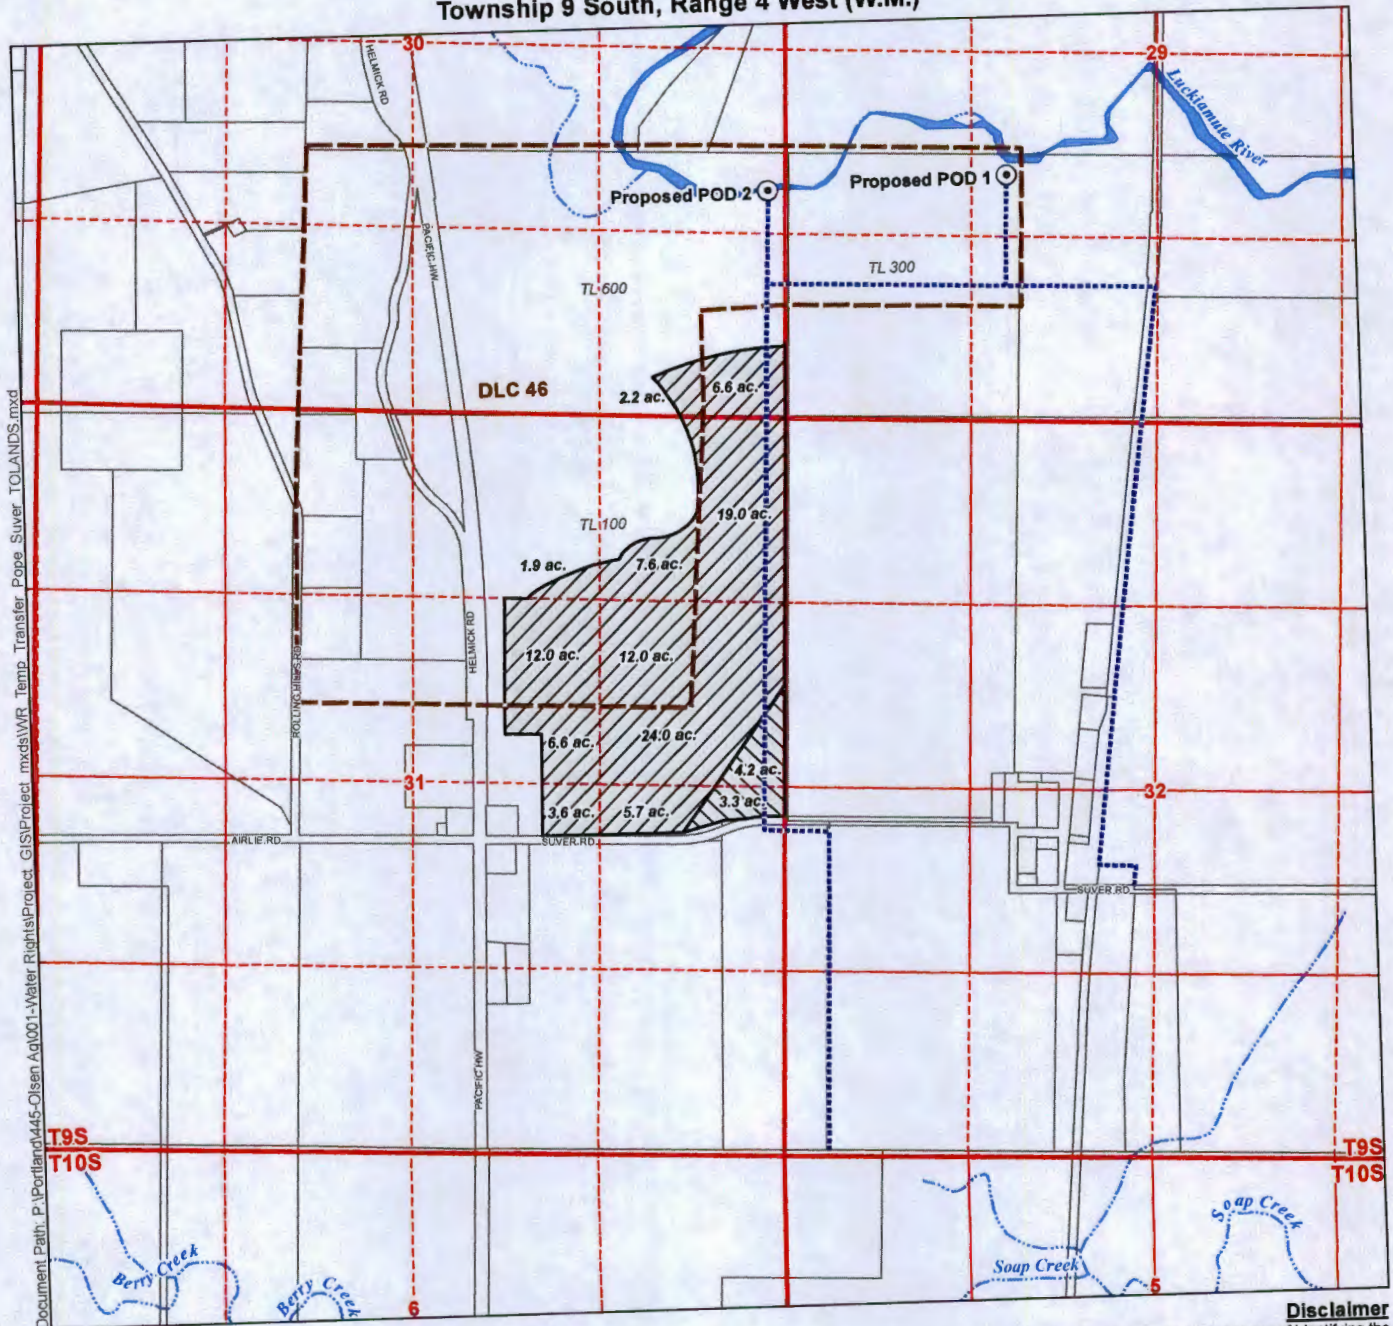 Township 9 South, Range 4 West (W.M.)
30
29
HELMICK RD
Luckiamute River
Proposed POD 2
Proposed POD 1
PACIFIC HW
TL 300
TL 600
DLC 46
2.2 ac.
6.6 ac.
19.0 ac.
TL 100
1.9 ac.
7.6 ac.
12.0 ac.
12.0 ac.
HELMICK RD
ROLLING HILLS RD
6.6 ac.
24.0 ac.
4.2 ac.
31
32
3.6 ac.
5.7 ac.
3.3 ac.
AIRLIE RD
SUVER RD
SUVER RD
PACIFIC HW
T9S
T10S
T9S
T10S
Berry Creek
Berry Creek
6
Soap Creek
Soap Creek
5
Document Path: P:\Portland\445-Olsen Ag\001-Water Rights\Project GIS\Project mxds\WR Temp Transfer Pope Suver TOLANDS.mxd
Disclaimer